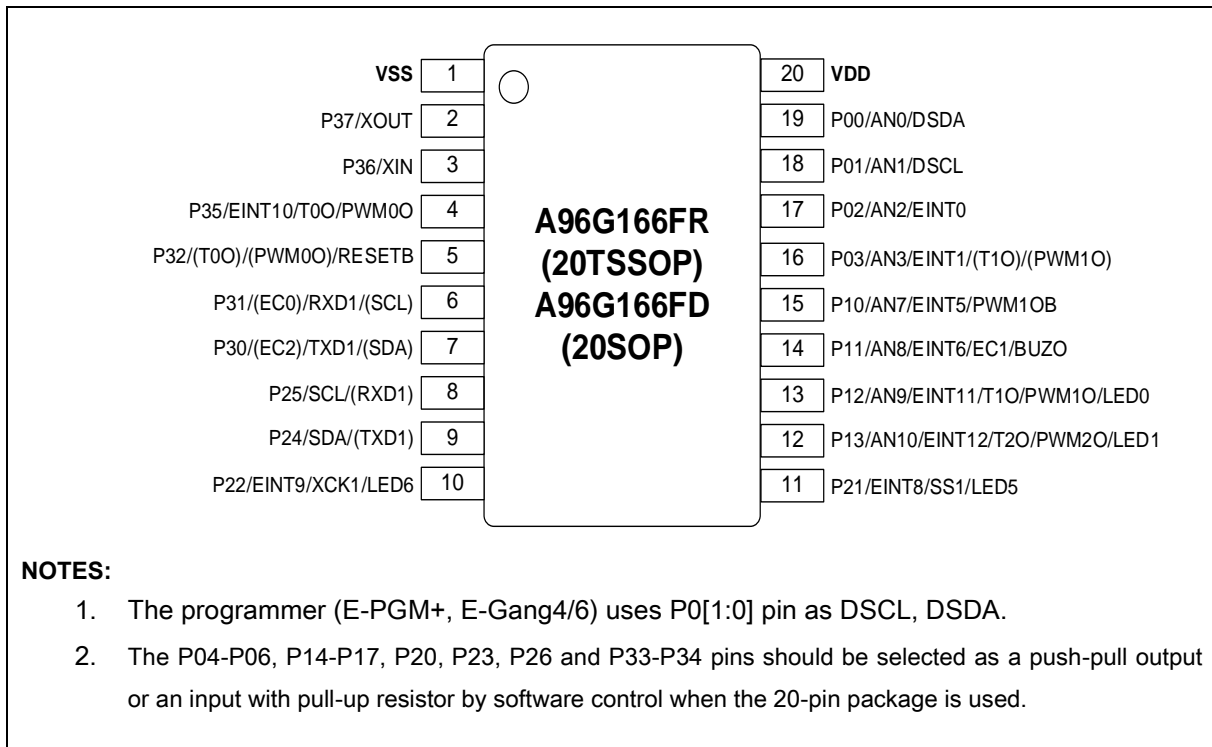 VSS 1
P37/XOUT 2
P36/XIN 3
P35/EINT10/T0O/PWM0O 4
P32/(T0O)/(PWM0O)/RESETB 5
P31/(EC0)/RXD1/(SCL) 6
P30/(EC2)/TXD1/(SDA) 7
P25/SCL/(RXD1) 8
P24/SDA/(TXD1) 9
P22/EINT9/XCK1/LED6 10
A96G166FR
(20TSSOP)
A96G166FD
(20SOP)
20 VDD
19 P00/AN0/DSDA
18 P01/AN1/DSCL
17 P02/AN2/EINT0
16 P03/AN3/EINT1/(T1O)/(PWM1O)
15 P10/AN7/EINT5/PWM1OB
14 P11/AN8/EINT6/EC1/BUZO
13 P12/AN9/EINT11/T1O/PWM1O/LED0
12 P13/AN10/EINT12/T2O/PWM2O/LED1
11 P21/EINT8/SS1/LED5
NOTES:
1. The programmer (E-PGM+, E-Gang4/6) uses P0[1:0] pin as DSCL, DSDA.
2. The P04-P06, P14-P17, P20, P23, P26 and P33-P34 pins should be selected as a push-pull output
or an input with pull-up resistor by software control when the 20-pin package is used.